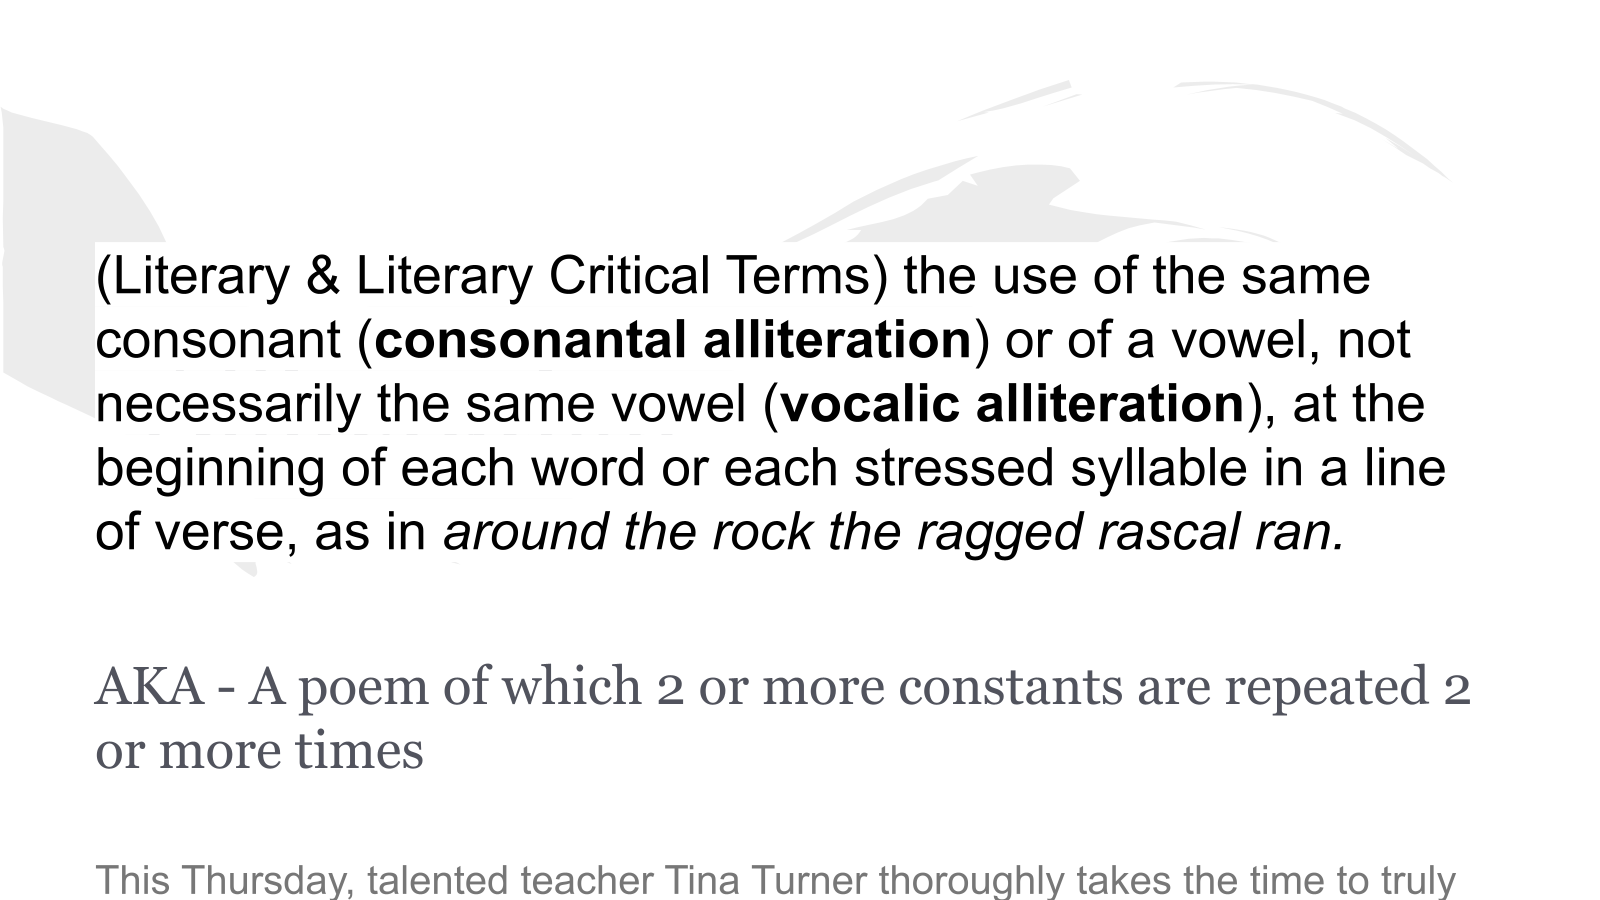 (Literary & Literary Critical Terms) the use of the same
consonant (consonantal alliteration) or of a vowel, not
necessarily the same vowel (vocalic alliteration), at the
beginning of each word or each stressed syllable in a line
of verse, as in around the rock the ragged rascal ran.
AKA - A poem of which 2 or more constants are repeated 2
or more times
This Thursday, talented teacher Tina Turner thoroughly takes the time to truly